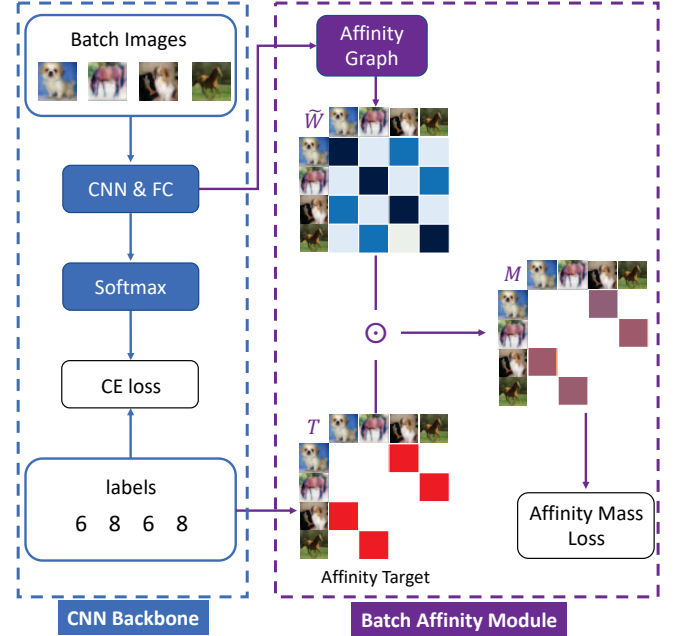 Batch Images
CNN & FC
Softmax
CE loss
labels
6 8 6 8
CNN Backbone
Affinity
Graph
W̃
⊙
M
T
Affinity Target
Affinity Mass
Loss
Batch Affinity Module